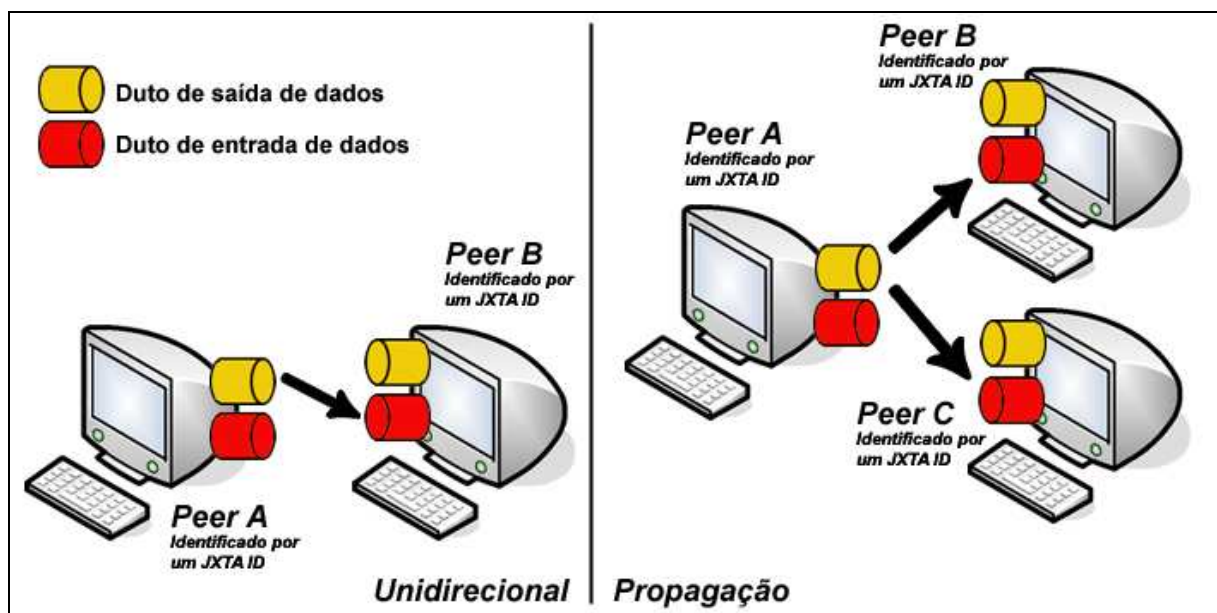 Duto de saída de dados
Duto de entrada de dados
Peer A
Identificado por
um JXTA ID
Peer B
Identificado por
um JXTA ID
Unidirecional
Peer A
Identificado por
um JXTA ID
Peer B
Identificado por
um JXTA ID
Peer C
Identificado por
um JXTA ID
Propagação